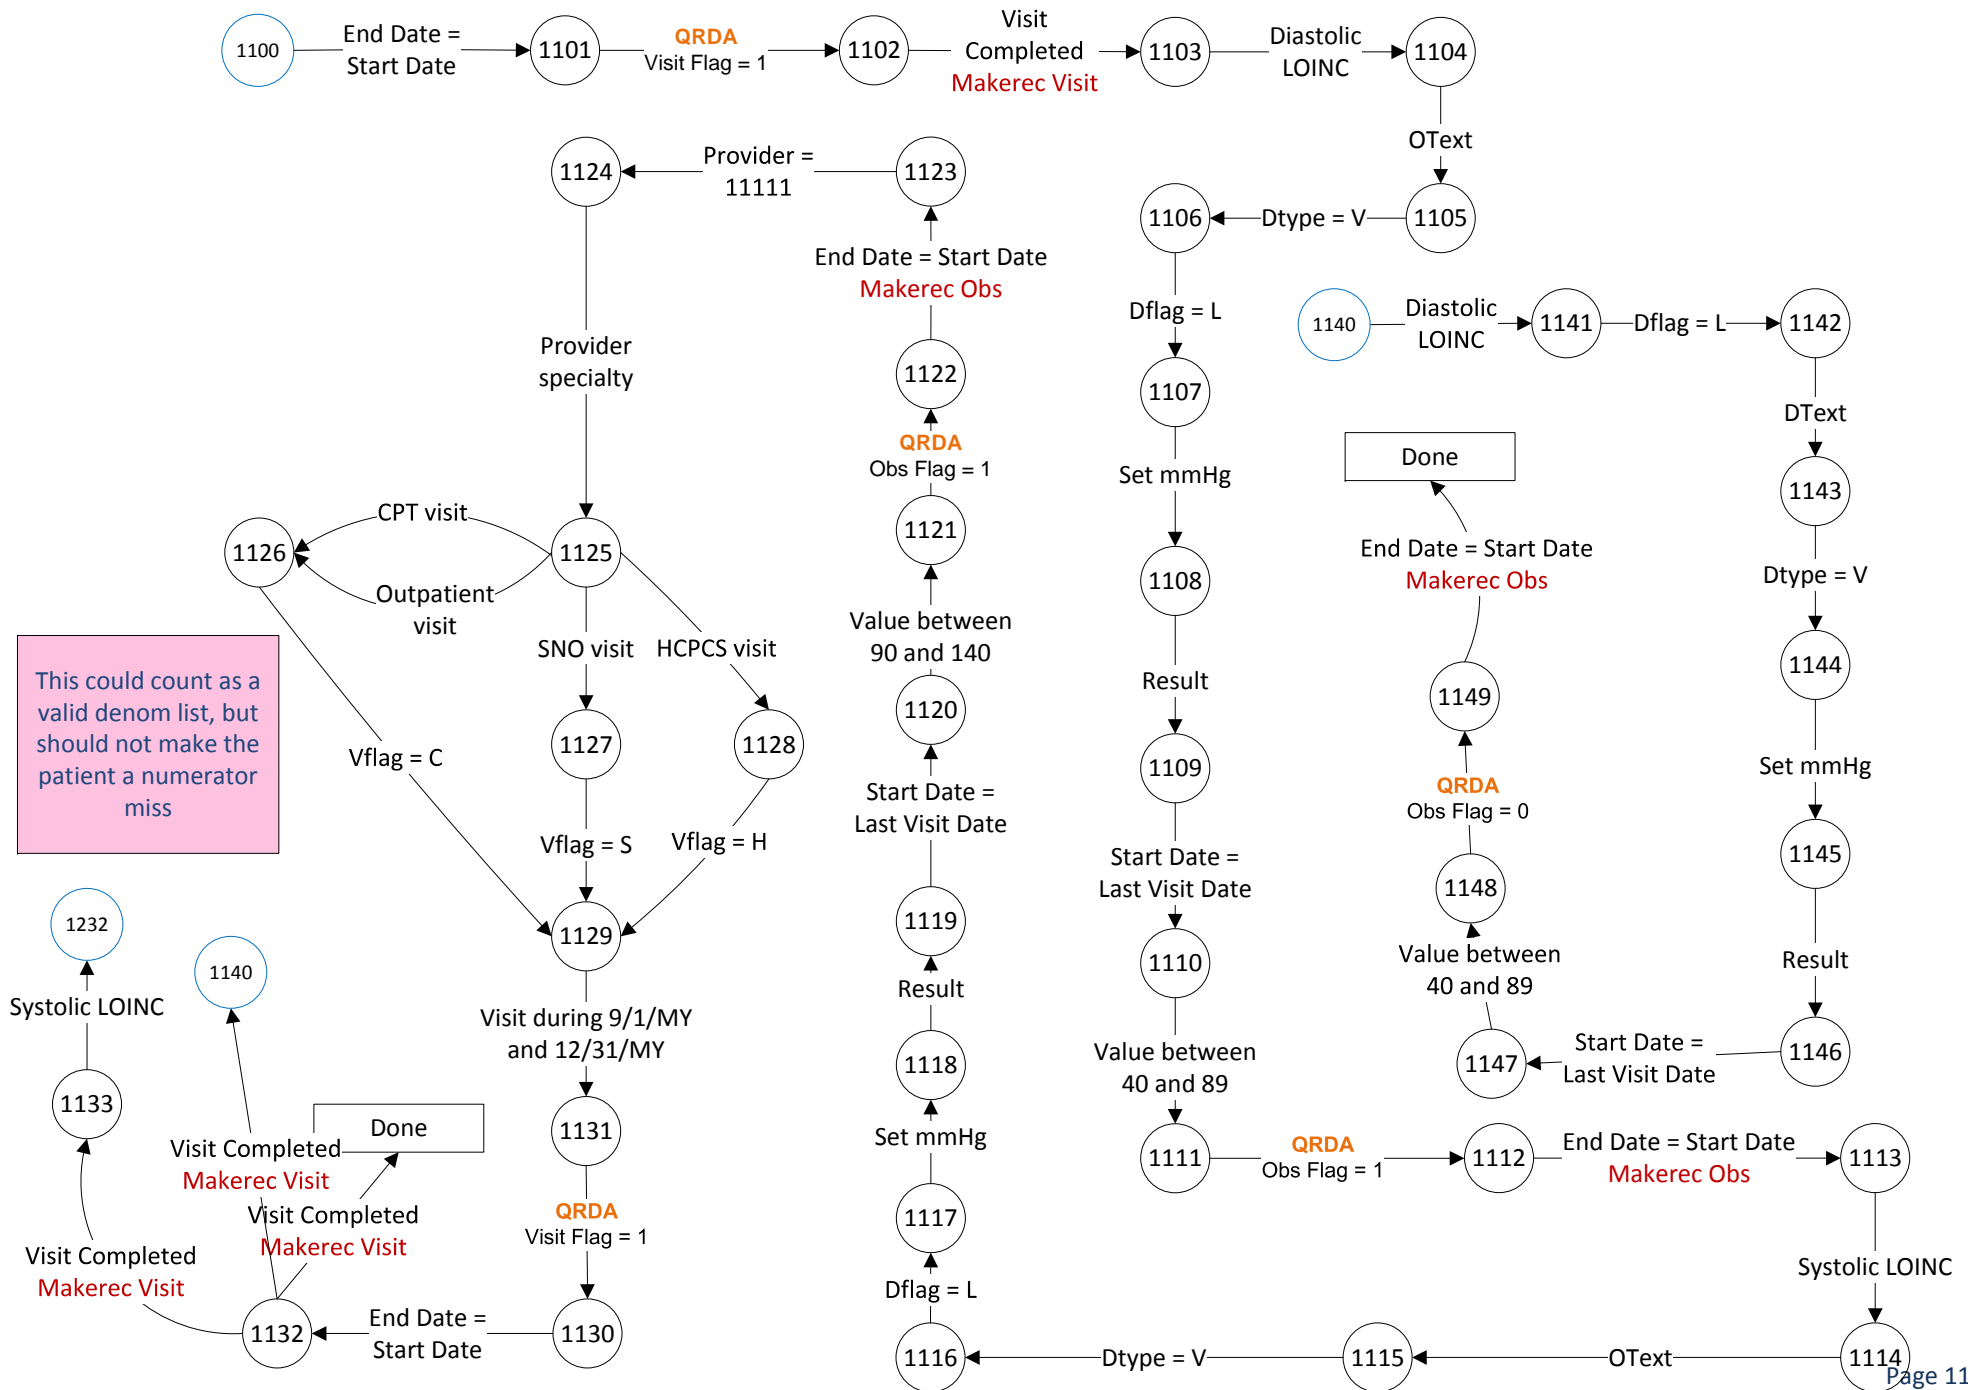 1100
End Date =
Start Date
1101
QRDA
Visit Flag = 1
1102
Visit
Completed
Makerec Visit
1103
Diastolic
LOINC
1104
OText
1105
Dtype = V
1106
Dflag = L
1107
Set mmHg
1108
Result
1109
Start Date =
Last Visit Date
1110
Value between
40 and 89
1111
QRDA
Obs Flag = 1
1112
End Date = Start Date
Makerec Obs
1113
Systolic LOINC
1114
OText
1115
Dtype = V
1116
Dflag = L
1117
Set mmHg
1118
Result
1119
Start Date =
Last Visit Date
1120
Value between
90 and 140
1121
QRDA
Obs Flag = 1
1122
End Date = Start Date
Makerec Obs
1123
Provider =
11111
1124
Provider
specialty
1125
CPT visit
Outpatient
visit
1126
SNO visit
1127
HCPCS visit
1128
Vflag = C
Vflag = S
Vflag = H
1129
Visit during 9/1/MY
and 12/31/MY
1131
QRDA
Visit Flag = 1
1130
End Date =
Start Date
1132
Visit Completed
Makerec Visit
Done
Visit Completed
Makerec Visit
1140
Visit Completed
Makerec Visit
1133
Systolic LOINC
1232
This could count as a
valid denom list, but
should not make the
patient a numerator
miss
1140
Diastolic
LOINC
1141
Dflag = L
1142
DText
1143
Dtype = V
1144
Set mmHg
1145
Result
1146
Start Date =
Last Visit Date
1147
Value between
40 and 89
1148
QRDA
Obs Flag = 0
1149
End Date = Start Date
Makerec Obs
Done
Page 11